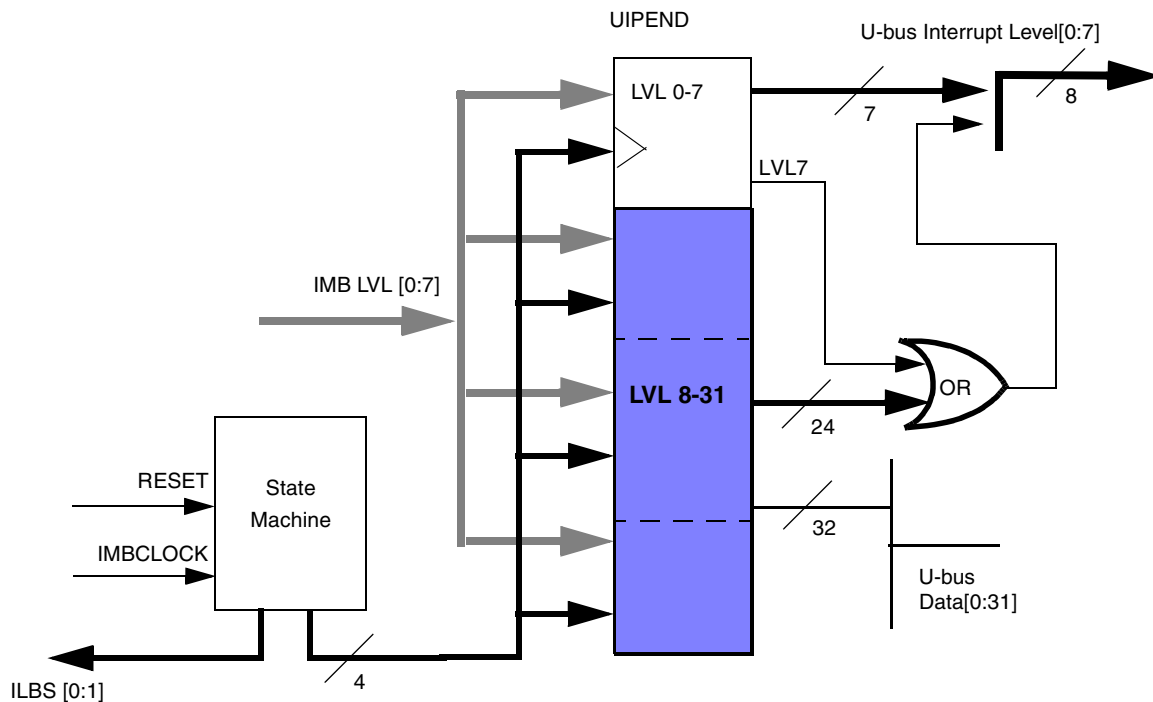 UIPEND
U-bus Interrupt Level[0:7]
LVL 0-7
7
8
LVL7
IMB LVL [0:7]
LVL 8-31
OR
24
RESET
State
Machine
32
IMBCLOCK
U-bus
Data[0:31]
4
ILBS [0:1]